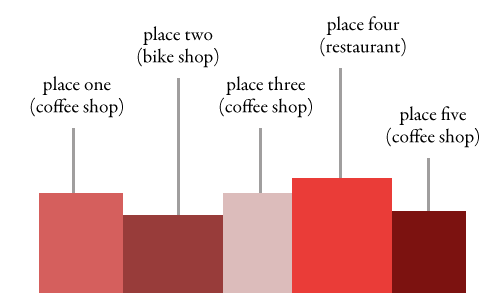 place one
(coffee shop)
place two
(bike shop)
place three
(coffee shop)
place four
(restaurant)
place five
(coffee shop)